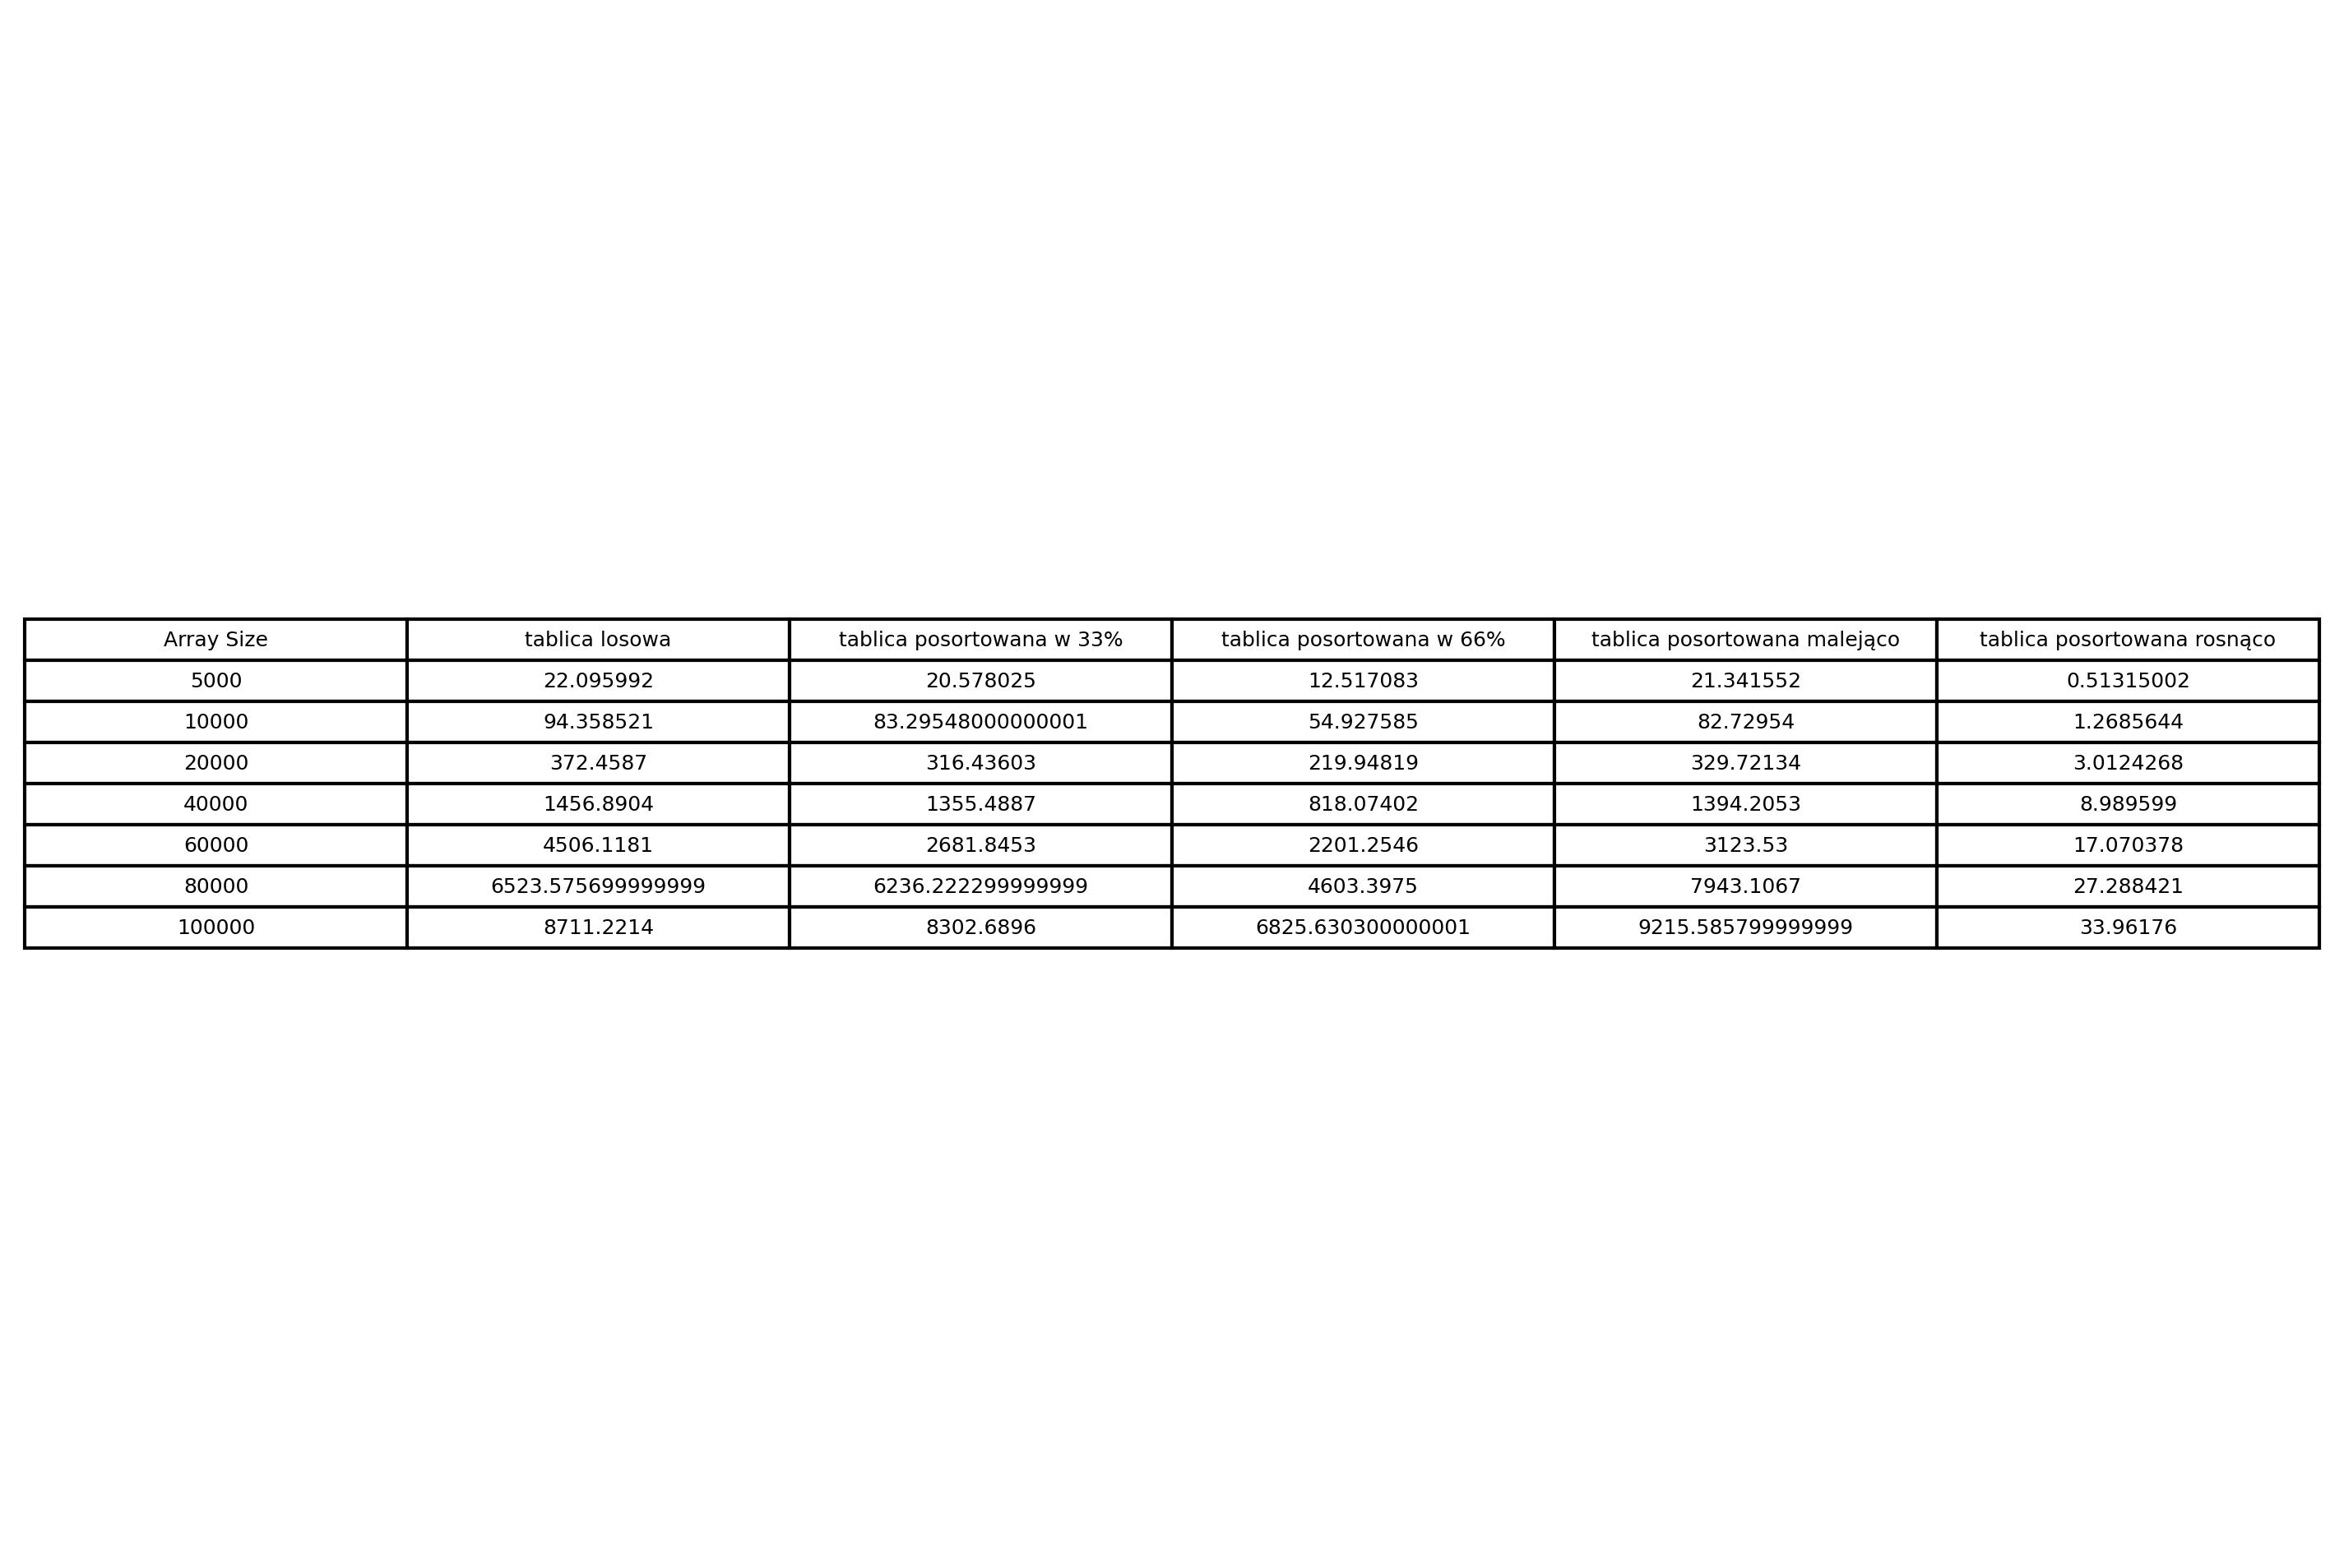 Array Size tablica losowa tablica posortowana w 33% tablica posortowana w 66% tablica posortowana malejąco tablica posortowana rosnąco
5000 22.095992 20.578025 12.517083 21.341552 0.51315002
10000 94.358521 83.29548000000001 54.927585 82.72954 1.2685644
20000 372.4587 316.43603 219.94819 329.72134 3.0124268
40000 1456.8904 1355.4887 818.07402 1394.2053 8.989599
60000 4506.1181 2681.8453 2201.2546 3123.53 17.070378
80000 6523.575699999999 6236.222299999999 4603.3975 7943.1067 27.288421
100000 8711.2214 8302.6896 6825.630300000001 9215.585799999999 33.96176